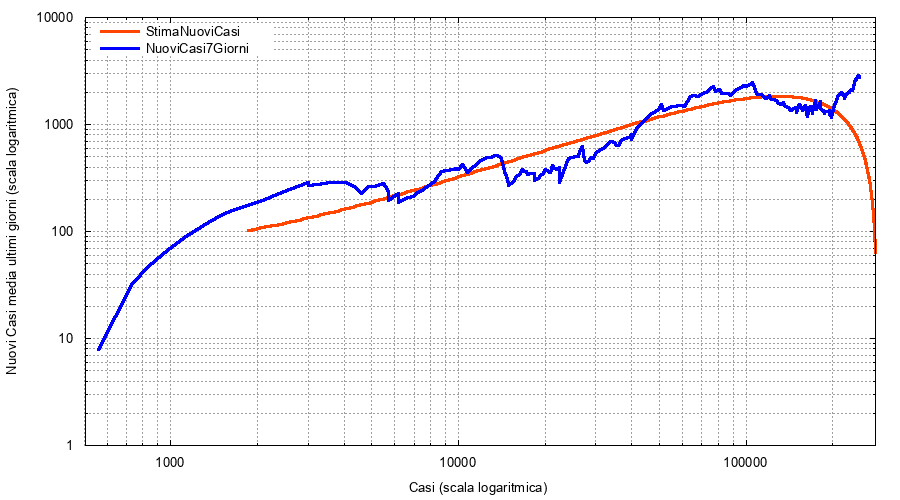 10000
StimaNuoviCasi
NuoviCasi7Giorni
1000
100
10
1
Nuovi Casi media ultimi giorni (scala logaritmica)
1000
10000
100000
Casi (scala logaritmica)